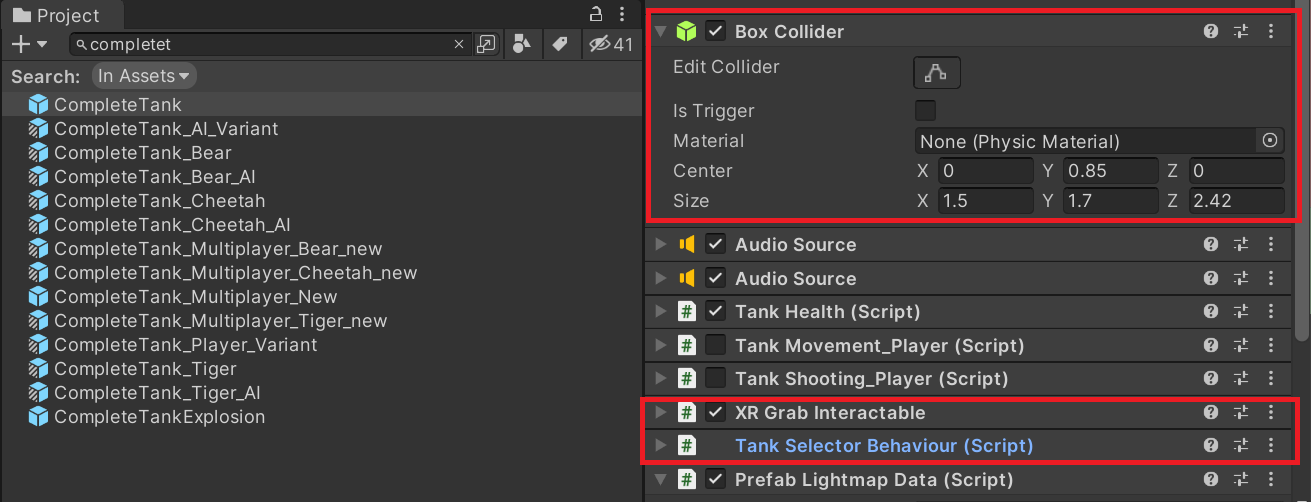 Project
completet
41
Search: In Assets
CompleteTank
CompleteTank_AI_Variant
CompleteTank_Bear
CompleteTank_Bear_AI
CompleteTank_Cheetah
CompleteTank_Cheetah_AI
CompleteTank_Multiplayer_Bear_new
CompleteTank_Multiplayer_Cheetah_new
CompleteTank_Multiplayer_New
CompleteTank_Multiplayer_Tiger_new
CompleteTank_Player_Variant
CompleteTank_Tiger
CompleteTank_Tiger_AI
CompleteTankExplosion
Box Collider
Edit Collider
Is Trigger
Material None (Physic Material)
Center X 0 Y 0.85 Z 0
Size X 1.5 Y 1.7 Z 2.42
Audio Source
Audio Source
# Tank Health (Script)
# Tank Movement_Player (Script)
# Tank Shooting_Player (Script)
# XR Grab Interactable
# Tank Selector Behaviour (Script)
# Prefab Lightmap Data (Script)